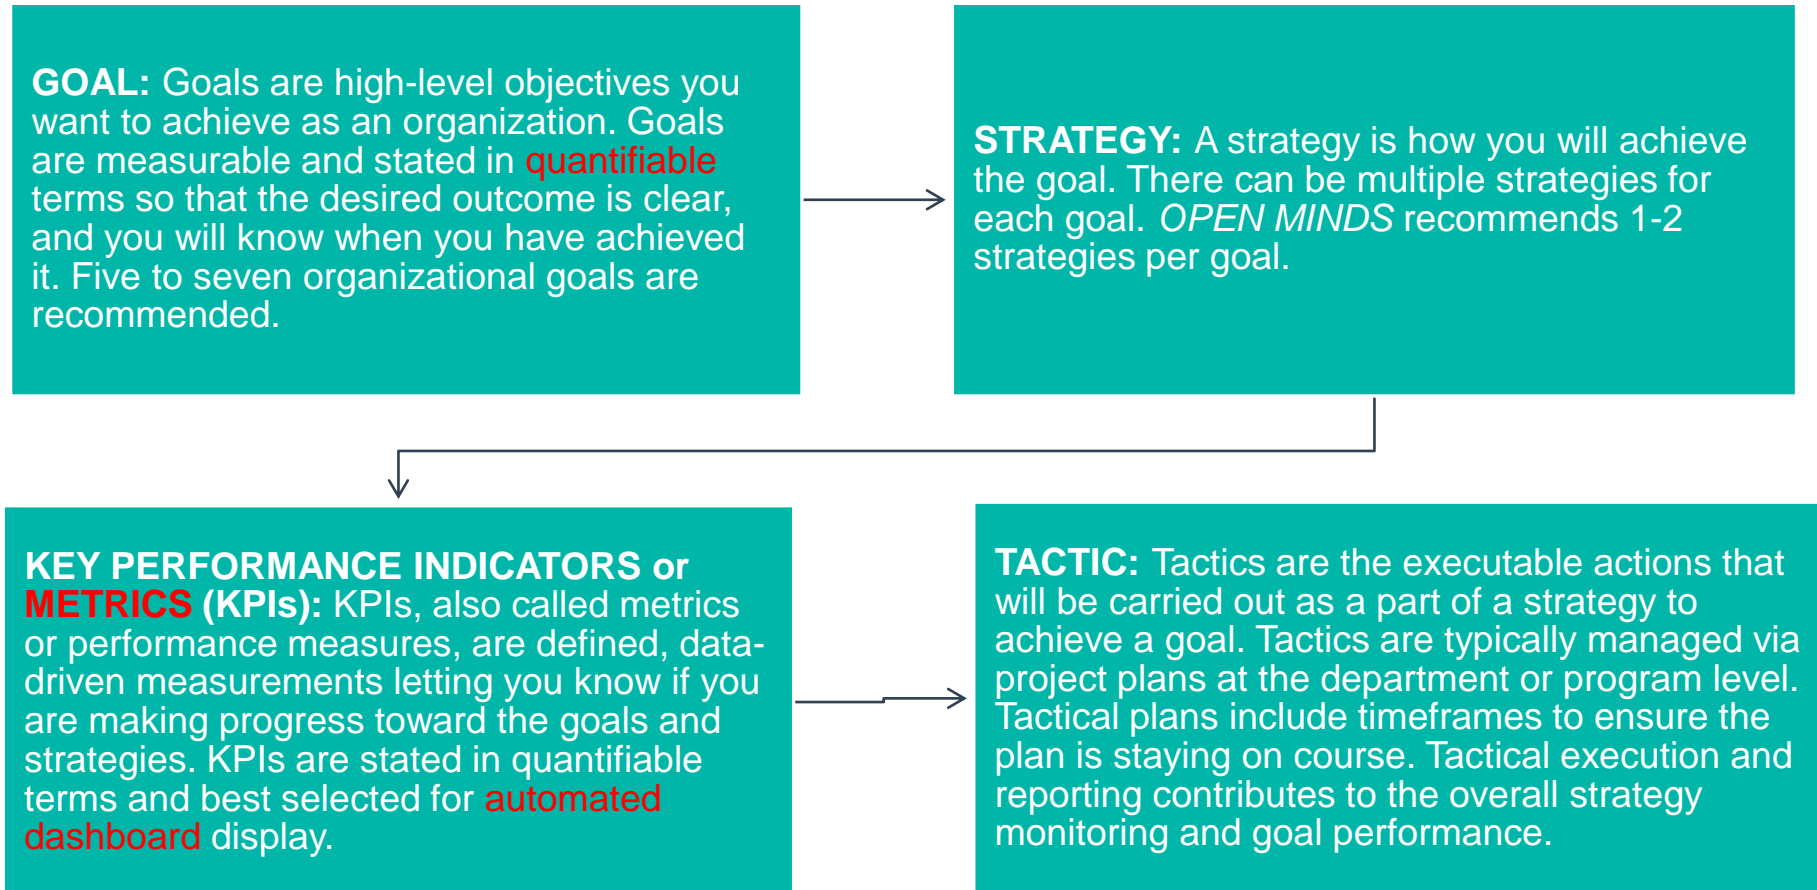 GOAL: Goals are high-level objectives you
want to achieve as an organization. Goals
are measurable and stated in quantifiable
terms so that the desired outcome is clear,
and you will know when you have achieved
it. Five to seven organizational goals are
recommended.
STRATEGY: A strategy is how you will achieve
the goal. There can be multiple strategies for
each goal. OPEN MINDS recommends 1-2
strategies per goal.
KEY PERFORMANCE INDICATORS or
METRICS (KPIs): KPIs, also called metrics
or performance measures, are defined, data-
driven measurements letting you know if you
are making progress toward the goals and
strategies. KPIs are stated in quantifiable
terms and best selected for automated
dashboard display.
TACTIC: Tactics are the executable actions that
will be carried out as a part of a strategy to
achieve a goal. Tactics are typically managed via
project plans at the department or program level.
Tactical plans include timeframes to ensure the
plan is staying on course. Tactical execution and
reporting contributes to the overall strategy
monitoring and goal performance.